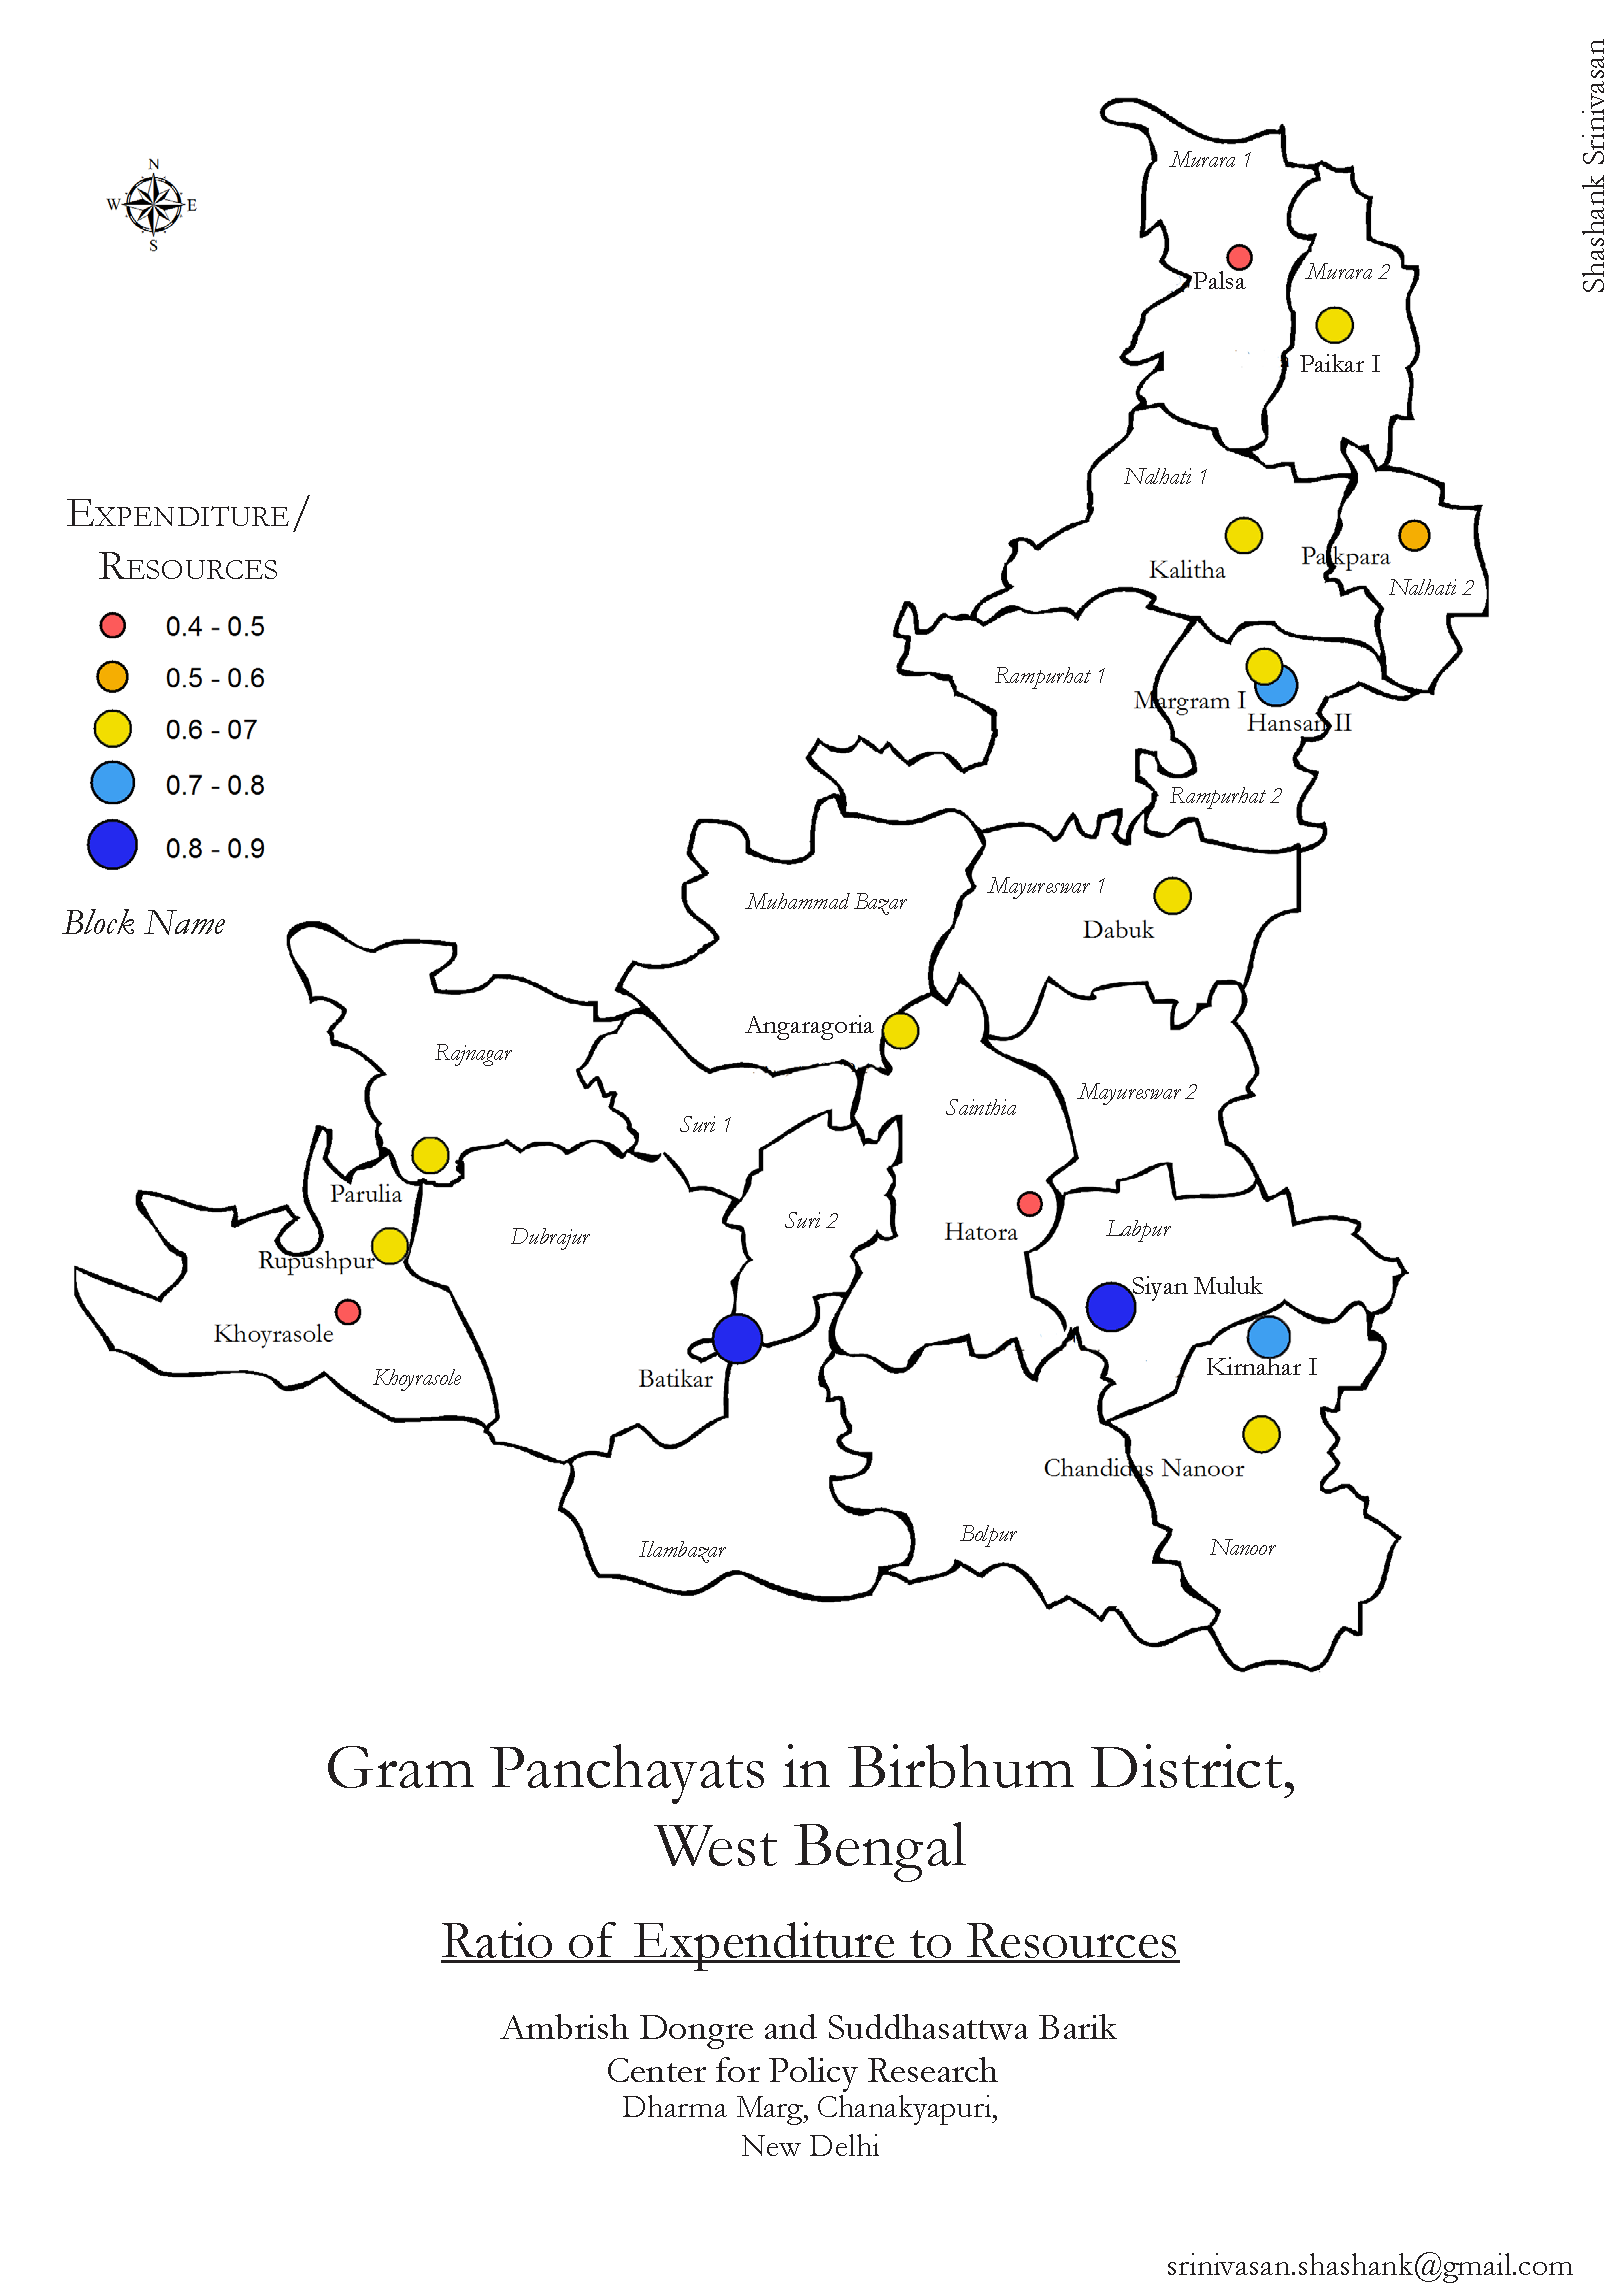 Shashank Srinivasan
N
W E
S
Murara 1
Palsa
Murara 2
Paikar I
EXPENDITURE/
RESOURCES
0.4 - 0.5
0.5 - 0.6
0.6 - 07
0.7 - 0.8
0.8 - 0.9
Block Name
Nalhati 1
Kalitha
Paikpara
Nalhati 2
Rampurhat 1
Margram I
Hansan II
Rampurhat 2
Muhammad Bazar
Mayureswar 1
Dabuk
Angaragoria
Rajnagar
Suri 1
Sainthia
Mayureswar 2
Parulia
Rupushpur
Khoyrasole
Khoyrasole
Dubrajur
Suri 2
Hatora
Labpur
Siyan Muluk
Batikar
Kirnahar I
Chandidas Nanoor
Ilambazar
Bolpur
Nanoor
Gram Panchayats in Birbhum District,
West Bengal
Ratio of Expenditure to Resources
Ambrish Dongre and Suddhasattwa Barik
Center for Policy Research
Dharma Marg, Chanakyapuri,
New Delhi
srinivasan.shashank@gmail.com